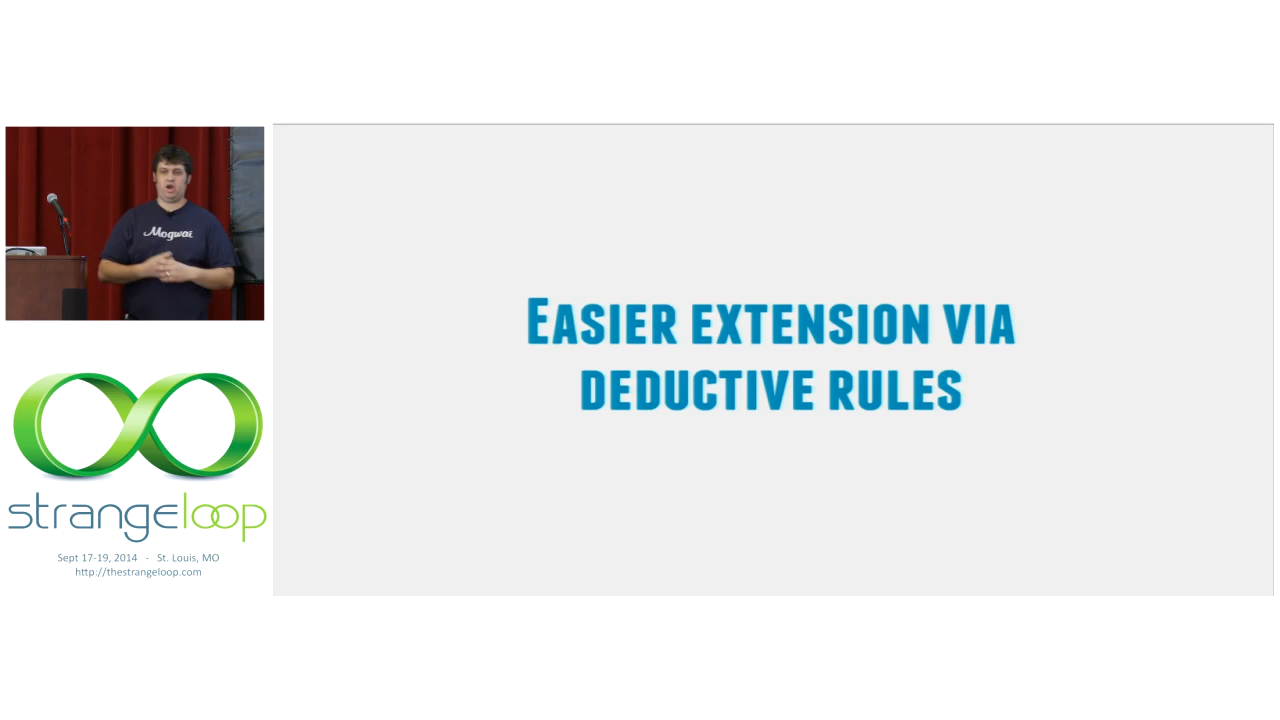 Mogwai
EASIER EXTENSION VIA
DEDUCTIVE RULES
strangeloop
Sept 17-19, 2014 - St. Louis, MO
http://thestrangeloop.com